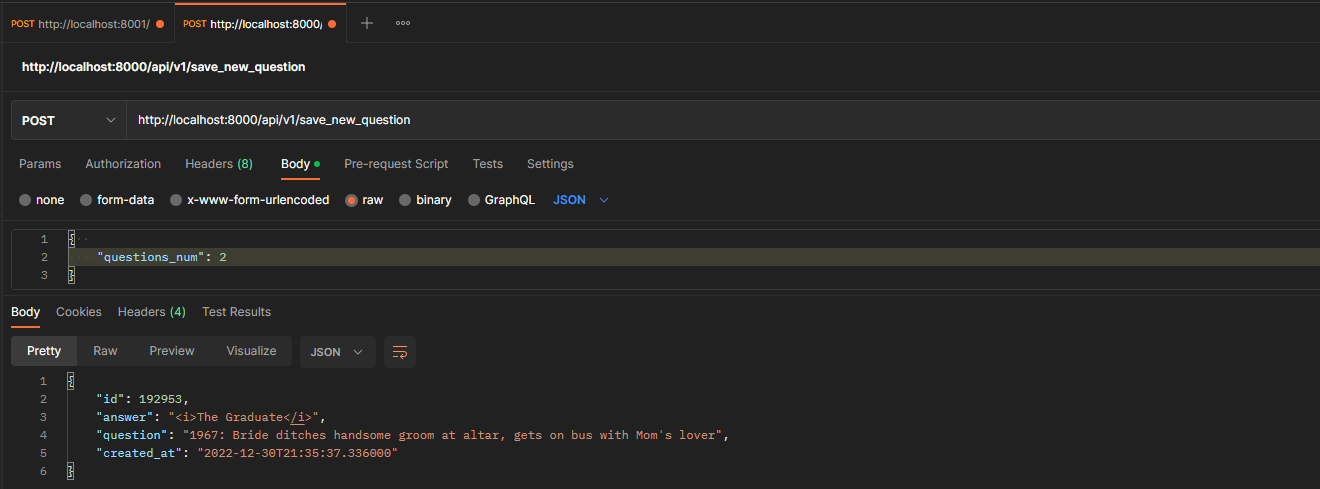 POST http://localhost:8001/ POST http://localhost:8000/
http://localhost:8000/api/v1/save_new_question
POST http://localhost:8000/api/v1/save_new_question
Params Authorization Headers (8) Body Pre-request Script Tests Settings
none form-data x-www-form-urlencoded raw binary GraphQL JSON
1 {
2 "questions_num": 2
3 }
Body Cookies Headers (4) Test Results
Pretty Raw Preview Visualize JSON
1 {
2 "id": 192953,
3 "answer": "<i>The Graduate</i>",
4 "question": "1967: Bride ditches handsome groom at altar, gets on bus with Mom's lover",
5 "created_at": "2022-12-30T21:35:37.336000"
6 }